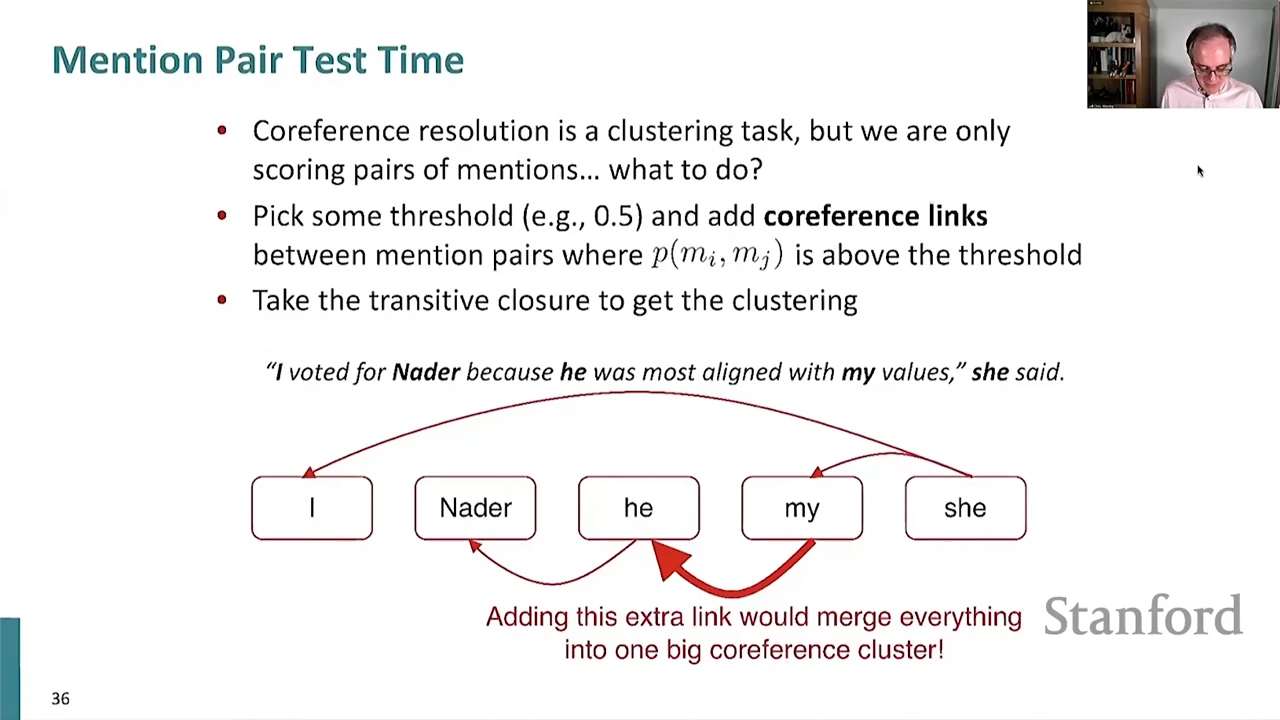 Mention Pair Test Time
• Coreference resolution is a clustering task, but we are only
scoring pairs of mentions... what to do?
• Pick some threshold (e.g., 0.5) and add coreference links
between mention pairs where p(mᵢ, mⱼ) is above the threshold
• Take the transitive closure to get the clustering
“I voted for Nader because he was most aligned with my values,” she said.
I
Nader
he
my
she
Adding this extra link would merge everything
into one big coreference cluster!
Stanford
36